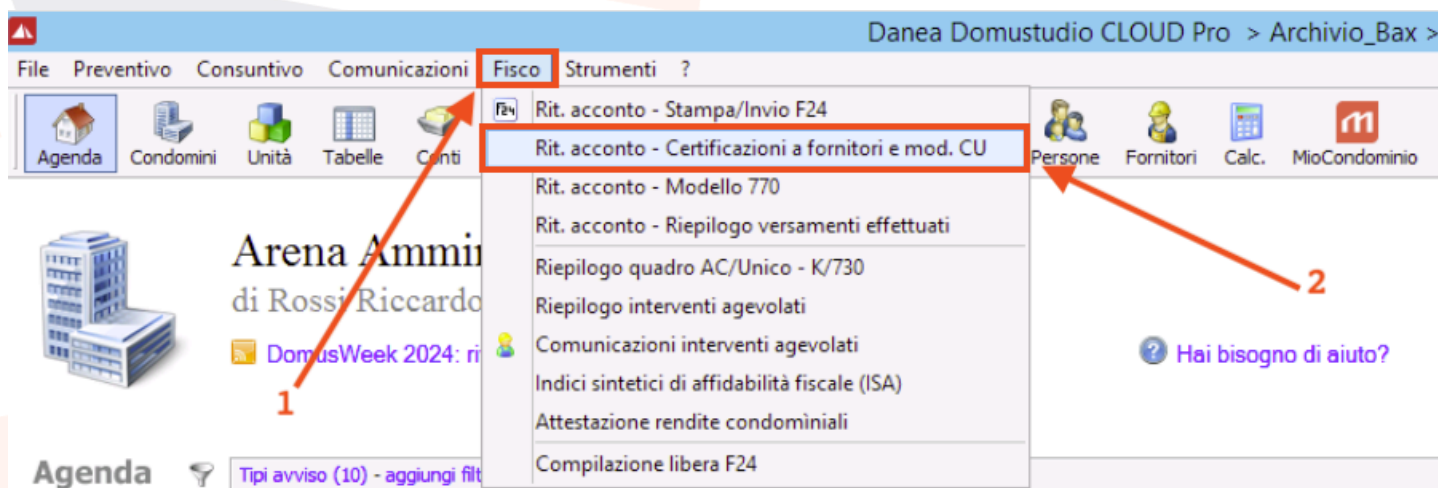 Danea Domustudio CLOUD Pro > Archivio_Bax >
File Preventivo Consuntivo Comunicazioni Fisco Strumenti ?
Agenda Condomini Unità Tabelle Conti
Persone Fornitori Calc. MioCondominio
F24 Rit. acconto - Stampa/Invio F24
Rit. acconto - Certificazioni a fornitori e mod. CU
Rit. acconto - Modello 770
Rit. acconto - Riepilogo versamenti effettuati
Riepilogo quadro AC/Unico - K/730
Riepilogo interventi agevolati
Comunicazioni interventi agevolati
Indici sintetici di affidabilità fiscale (ISA)
Attestazione rendite condominiali
Compilazione libera F24
1
2
Arena Ammi
di Rossi Riccardo
DomusWeek 2024: ri
? Hai bisogno di aiuto?
Agenda Tipi avviso (10) - aggiungi filt